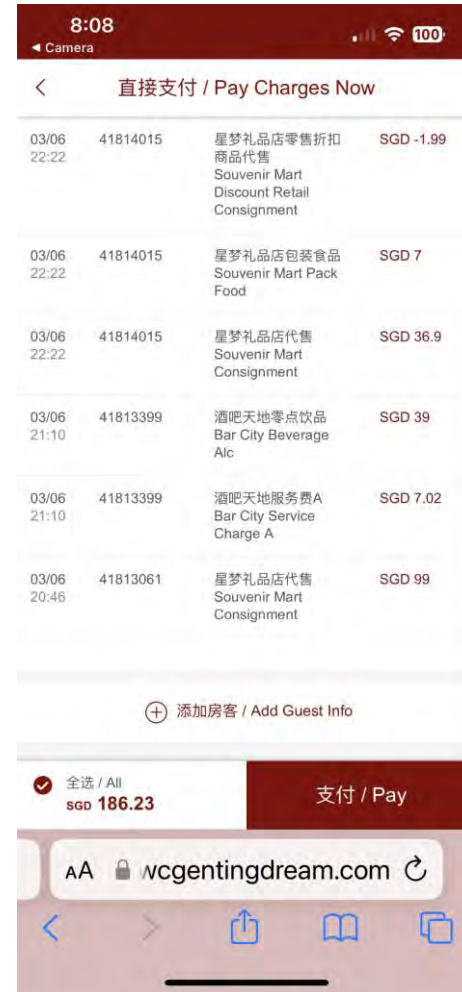 8:08
100
◀ Camera
直接支付 / Pay Charges Now
03/06 41814015 星梦礼品店零售折扣 SGD -1.99
22:22 商品代售
Souvenir Mart
Discount Retail
Consignment
03/06 41814015 星梦礼品店包装食品 SGD 7
22:22 Souvenir Mart Pack
Food
03/06 41814015 星梦礼品店代售 SGD 36.9
22:22 Souvenir Mart
Consignment
03/06 41813399 酒吧天地零点饮品 SGD 39
21:10 Bar City Beverage
Alc
03/06 41813399 酒吧天地服务费A SGD 7.02
21:10 Bar City Service
Charge A
03/06 41813061 星梦礼品店代售 SGD 99
20:46 Souvenir Mart
Consignment
添加房客 / Add Guest Info
全选 / All
SGD 186.23
支付 / Pay
AA wcgentingdream.com